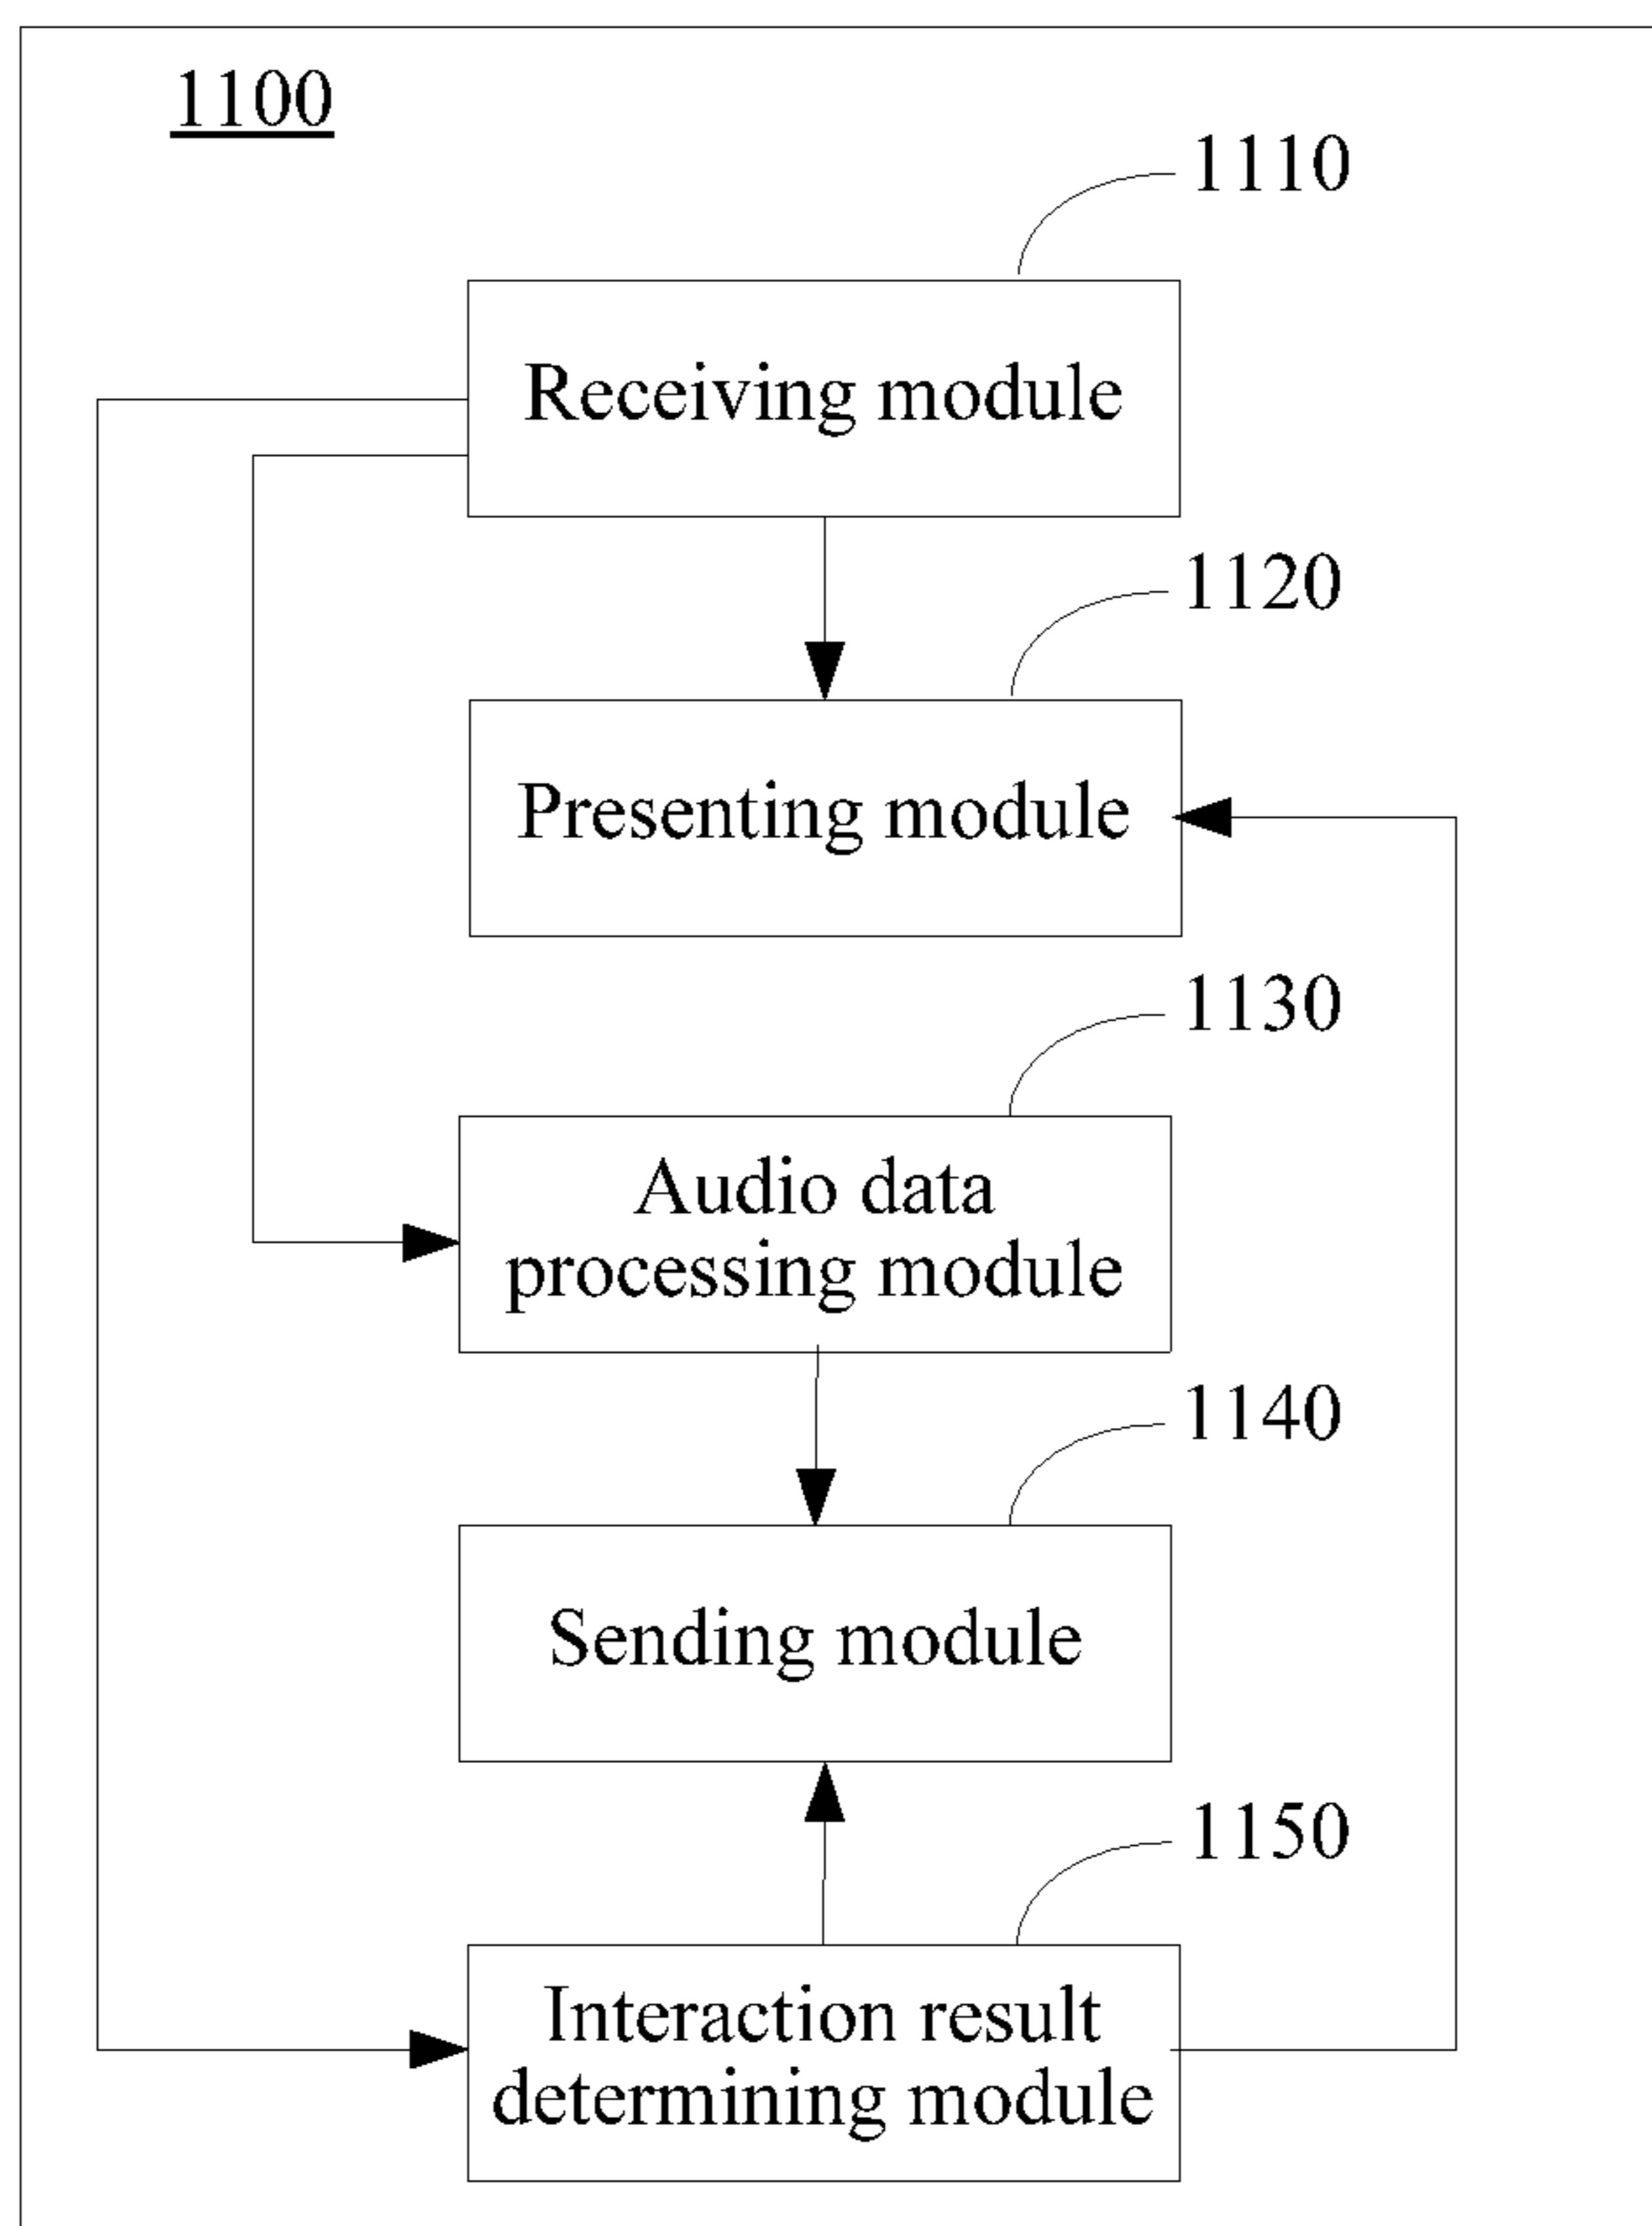 1100
1110
Receiving module
1120
Presenting module
1130
Audio data
processing module
1140
Sending module
1150
Interaction result
determining module